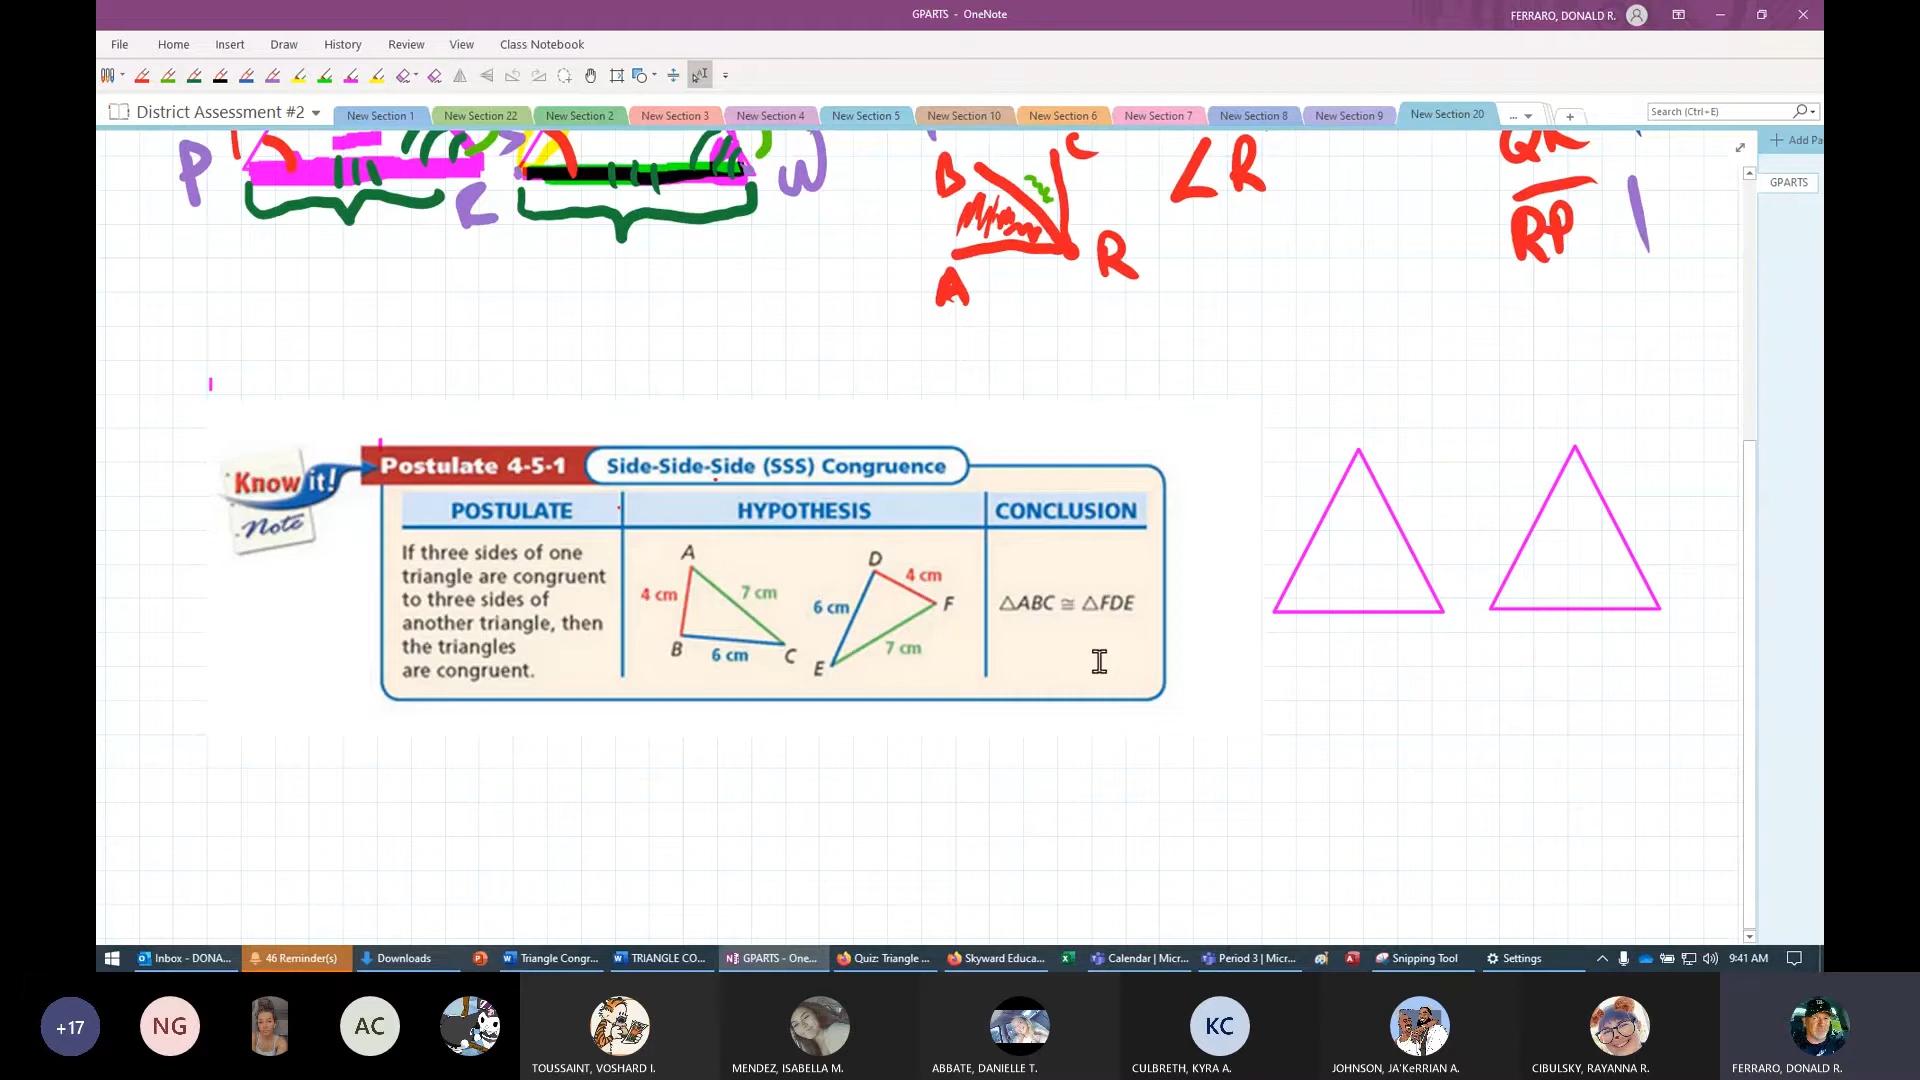 GPARTS - OneNote
FERRARO, DONALD R.
File Home Insert Draw History Review View Class Notebook
District Assessment #2
New Section 1 New Section 22 New Section 2 New Section 3 New Section 4 New Section 5 New Section 10 New Section 6 New Section 7 New Section 8 New Section 9 New Section 20 ...
Search (Ctrl+E)
Add Pa
GPARTS
P R W
B C
A R
∠R
QR
RP
Know it!
Note
Postulate 4-5-1 Side-Side-Side (SSS) Congruence
POSTULATE HYPOTHESIS CONCLUSION
If three sides of one
triangle are congruent
to three sides of
another triangle, then
the triangles
are congruent.
A
4 cm 7 cm
B 6 cm C
D 4 cm
6 cm F
E 7 cm
△ABC ≅ △FDE
Inbox - DONA... 46 Reminder(s) Downloads Triangle Congr... TRIANGLE CO... GPARTS - One... Quiz: Triangle ... Skyward Educa... Calendar | Micr... Period 3 | Micr... Snipping Tool Settings 9:41 AM
+17 NG AC KC
TOUSSAINT, VOSHARD I. MENDEZ, ISABELLA M. ABBATE, DANIELLE T. CULBRETH, KYRA A. JOHNSON, JA'KeRRIAN A. CIBULSKY, RAYANNA R. FERRARO, DONALD R.